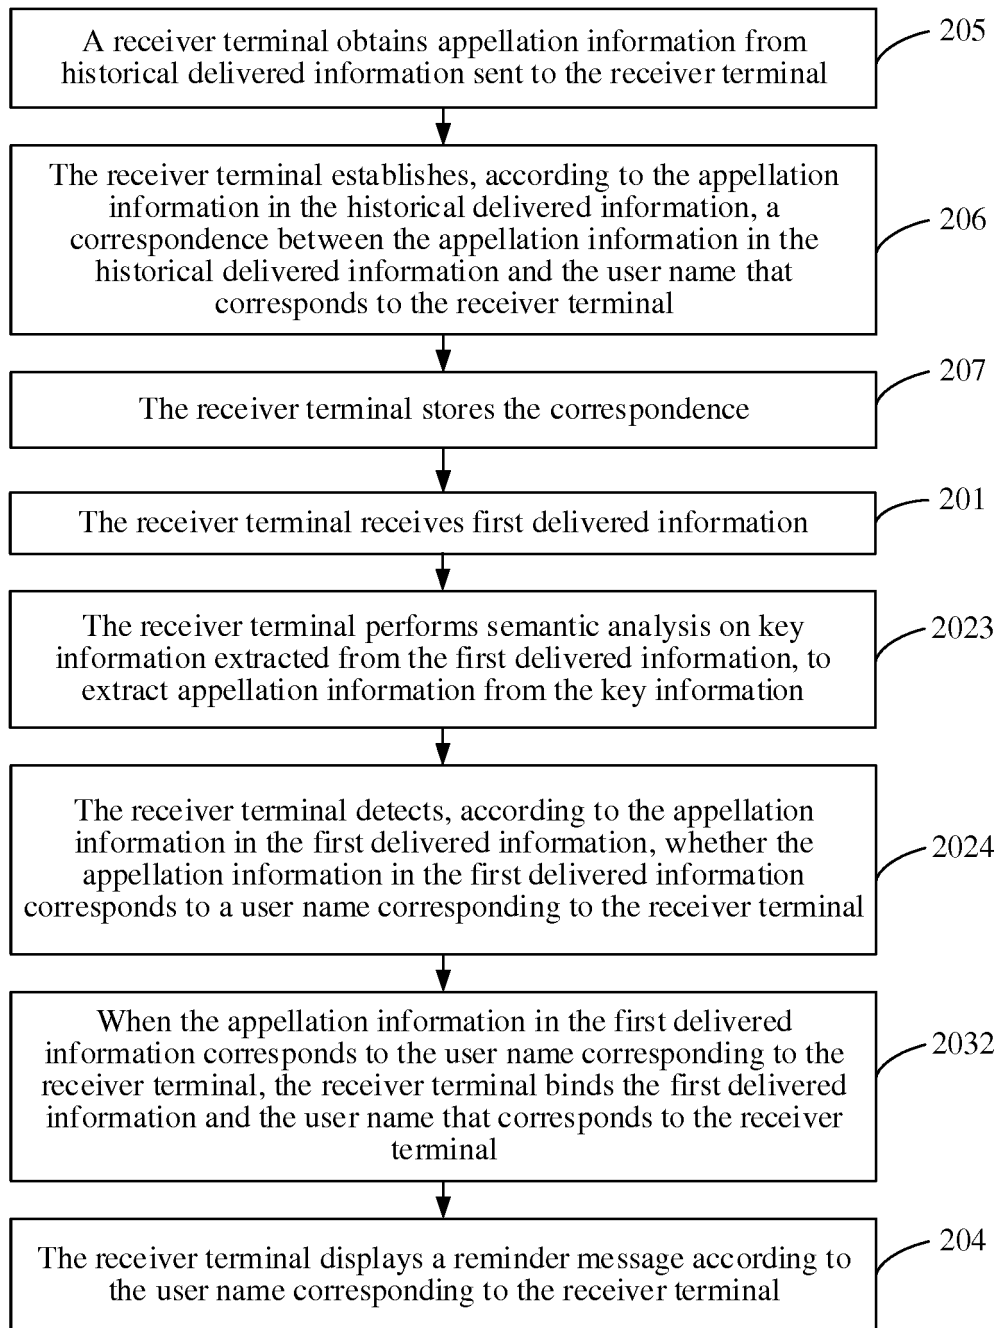 A receiver terminal obtains appellation information from
historical delivered information sent to the receiver terminal
205
The receiver terminal establishes, according to the appellation
information in the historical delivered information, a
correspondence between the appellation information in the
historical delivered information and the user name that
corresponds to the receiver terminal
206
The receiver terminal stores the correspondence
207
The receiver terminal receives first delivered information
201
The receiver terminal performs semantic analysis on key
information extracted from the first delivered information, to
extract appellation information from the key information
2023
The receiver terminal detects, according to the appellation
information in the first delivered information, whether the
appellation information in the first delivered information
corresponds to a user name corresponding to the receiver terminal
2024
When the appellation information in the first delivered
information corresponds to the user name corresponding to the
receiver terminal, the receiver terminal binds the first delivered
information and the user name that corresponds to the receiver
terminal
2032
The receiver terminal displays a reminder message according to
the user name corresponding to the receiver terminal
204